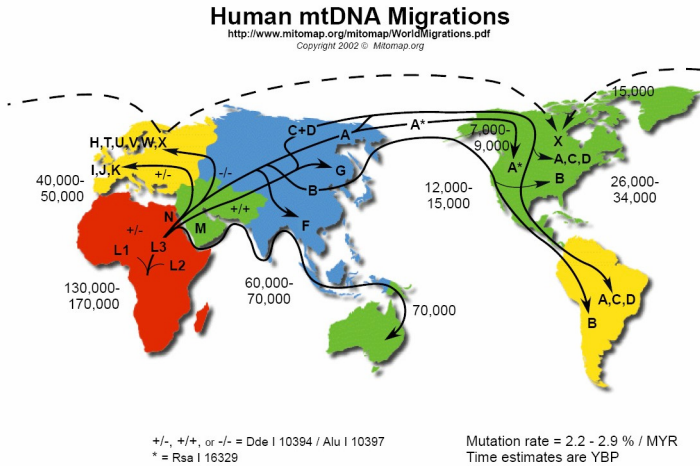 Human mtDNA Migrations
http://www.mitomap.org/mitomap/WorldMigrations.pdf
Copyright 2002 © Mitomap.org
15,000
C+D
A
A*
7,000-
9,000
X
H,T,U,V,W,X
A*
A,C,D
I,J,K
+/-
-/-
G
B
B
40,000-
50,000
12,000-
15,000
26,000-
34,000
N
+/+
M
F
+/-
L1
L3
L2
130,000-
170,000
60,000-
70,000
70,000
A,C,D
B
+/-, +/+, or -/- = Dde I 10394 / Alu I 10397
* = Rsa I 16329
Mutation rate = 2.2 - 2.9 % / MYR
Time estimates are YBP